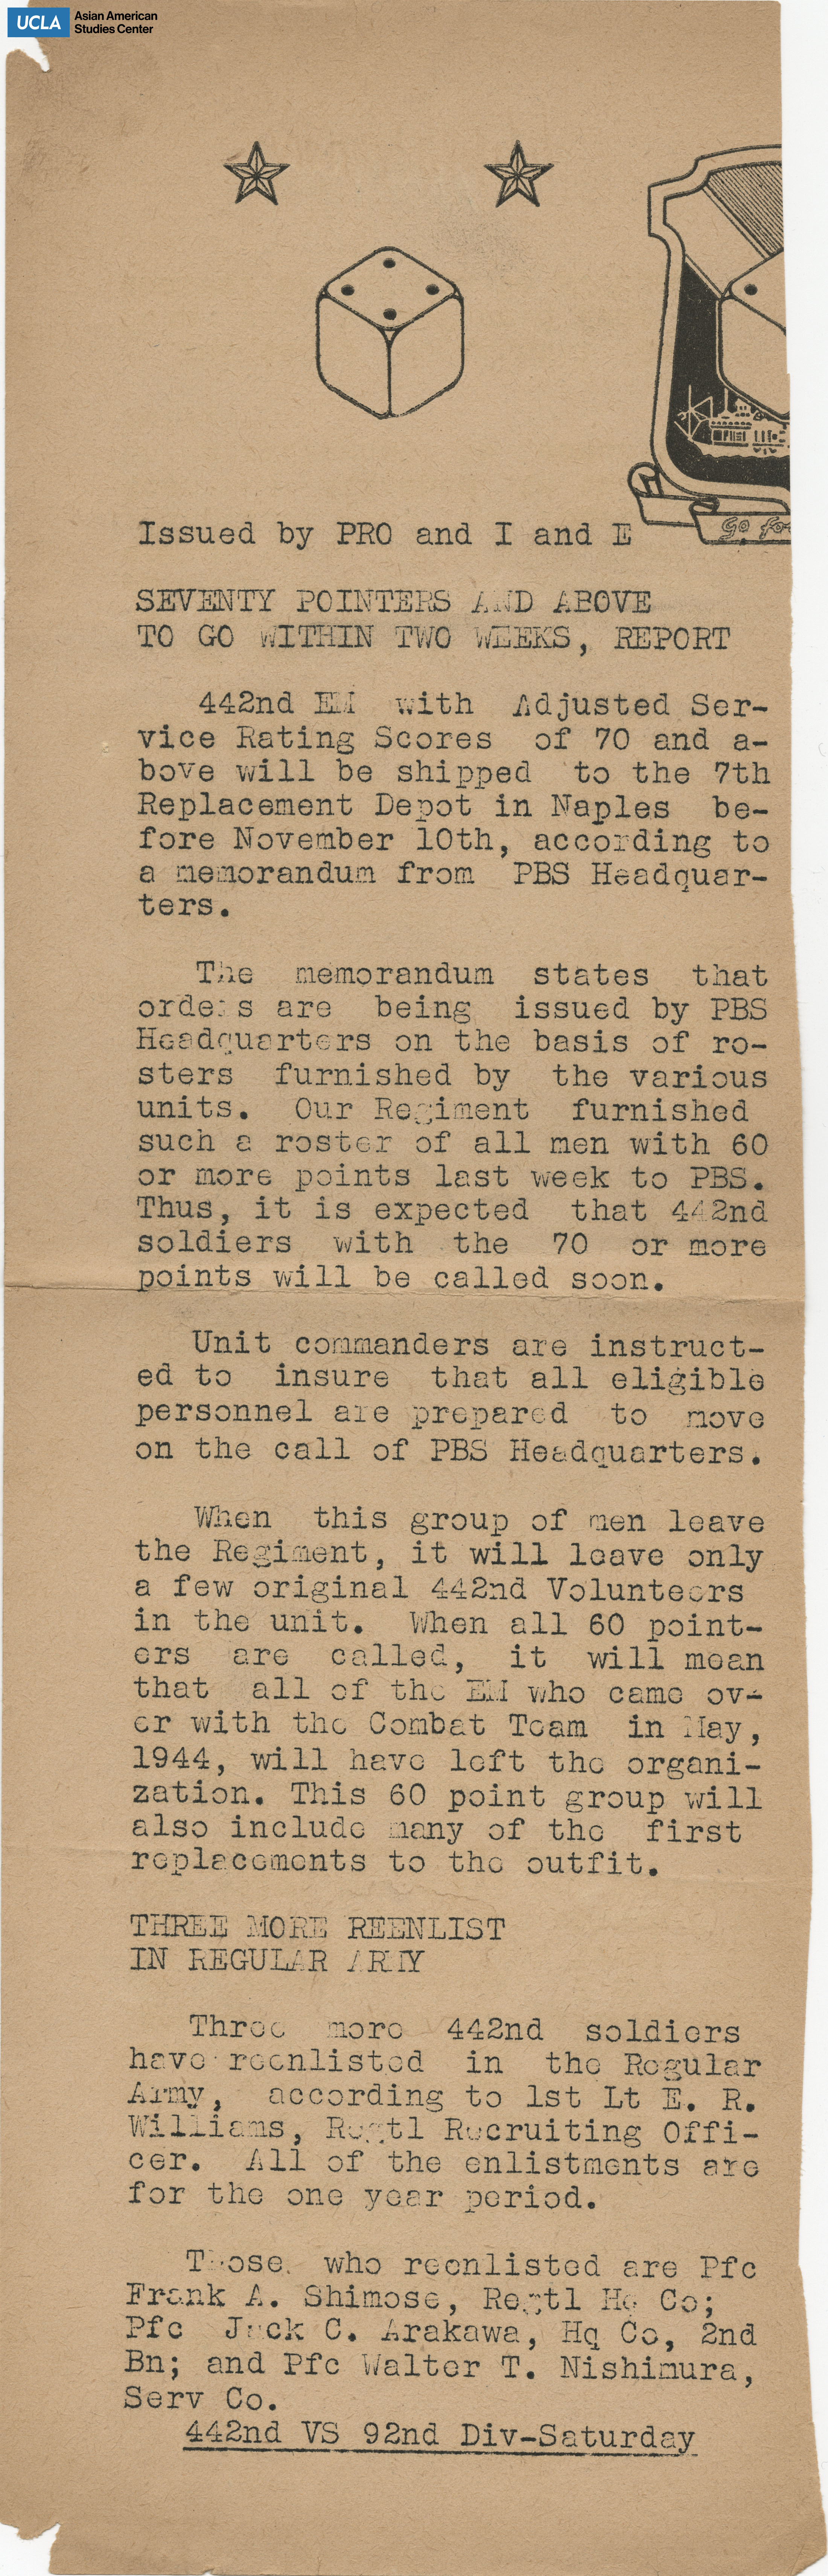 UCLA
Asian American
Studies Center
Go fo
Issued by PRO and I and E
SEVENTY POINTERS AND ABOVE
TO GO WITHIN TWO WEEKS, REPORT
442nd EM with Adjusted Ser-
vice Rating Scores of 70 and a-
bove will be shipped to the 7th
Replacement Depot in Naples be-
fore November 10th, according to
a memorandum from PBS Headquar-
ters.
The memorandum states that
orders are being issued by PBS
Headquarters on the basis of ro-
sters furnished by the various
units. Our Regiment furnished
such a roster of all men with 60
or more points last week to PBS.
Thus, it is expected that 442nd
soldiers with the 70 or more
points will be called soon.
Unit commanders are instruct-
ed to insure that all eligible
personnel are prepared to move
on the call of PBS Headquarters.
When this group of men leave
the Regiment, it will leave only
a few original 442nd Volunteers
in the unit. When all 60 point-
ers are called, it will mean
that all of the EM who came ov-
er with the Combat Team in May,
1944, will have left the organi-
zation. This 60 point group will
also include many of the first
replacements to the outfit.
THREE MORE REENLIST
IN REGULAR ARMY
Three more 442nd soldiers
have reenlisted in the Regular
Army, according to 1st Lt E. R.
Williams, Regtl Recruiting Offi-
cer. All of the enlistments are
for the one year period.
Those who reenlisted are Pfc
Frank A. Shimose, Regtl Hq Co;
Pfc Jack C. Arakawa, Hq Co, 2nd
Bn; and Pfc Walter T. Nishimura,
Serv Co.
442nd VS 92nd Div-Saturday